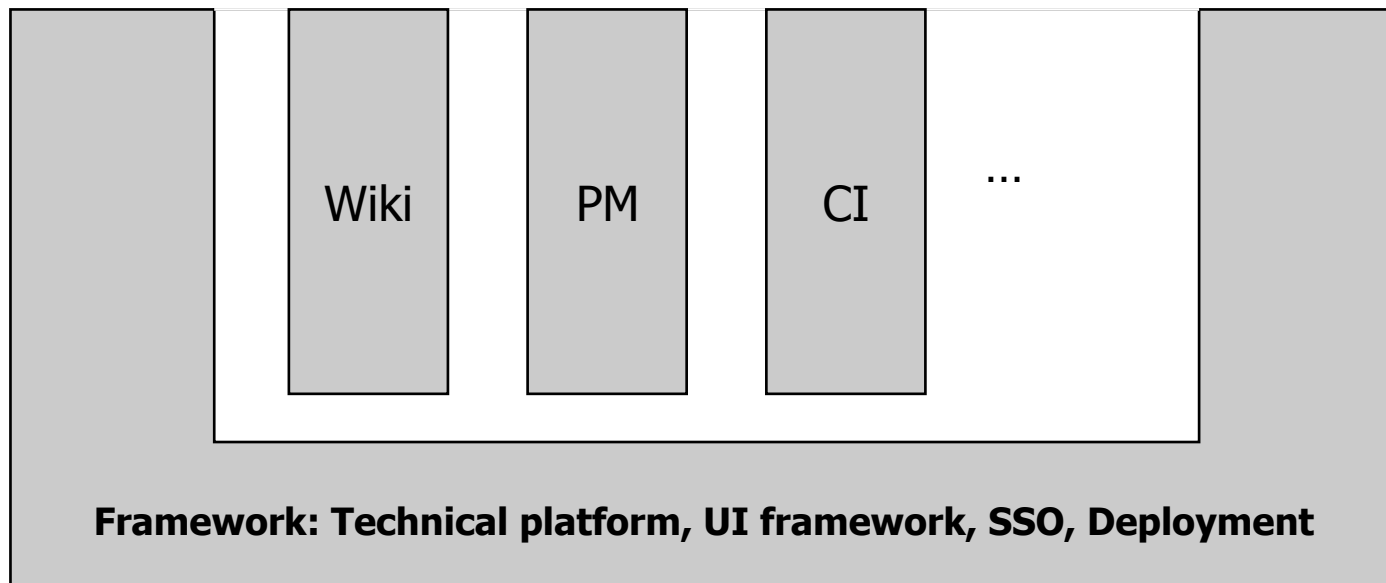 Wiki
PM
CI
...
Framework: Technical platform, UI framework, SSO, Deployment